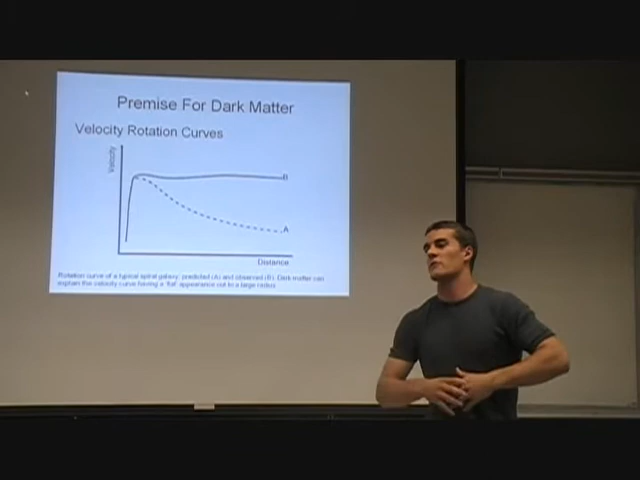 Premise For Dark Matter
Velocity Rotation Curves
Velocity
B
A
Distance
Rotation curve of a typical spiral galaxy: predicted (A) and observed (B). Dark matter can
explain the velocity curve having a 'flat' appearance out to a large radius